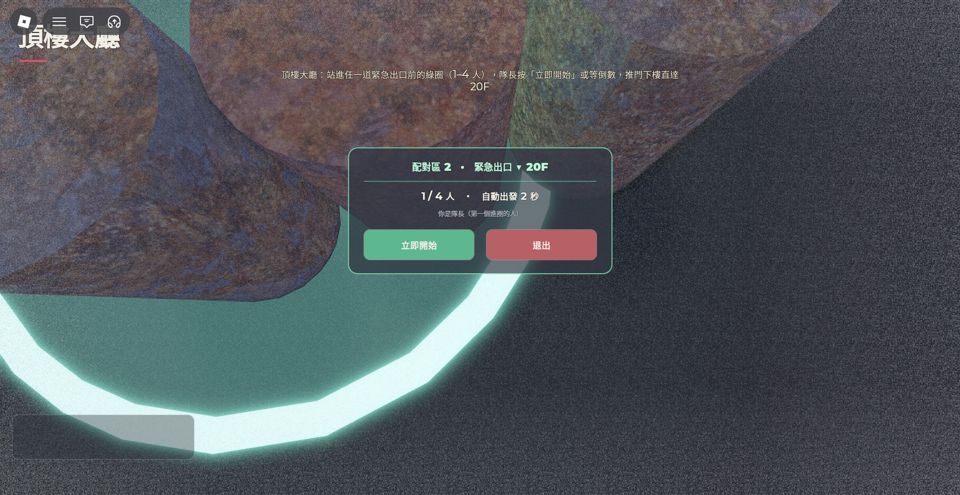 頂樓大廳
頂樓大廳：站進任一道緊急出口前的綠圈（1–4 人），隊長按「立即開始」或等倒數，推門下樓直達
20F
配對區 2 • 緊急出口 ▼ 20F
1 / 4 人 • 自動出發 2 秒
你是隊長（第一個進圈的人）
立即開始
退出